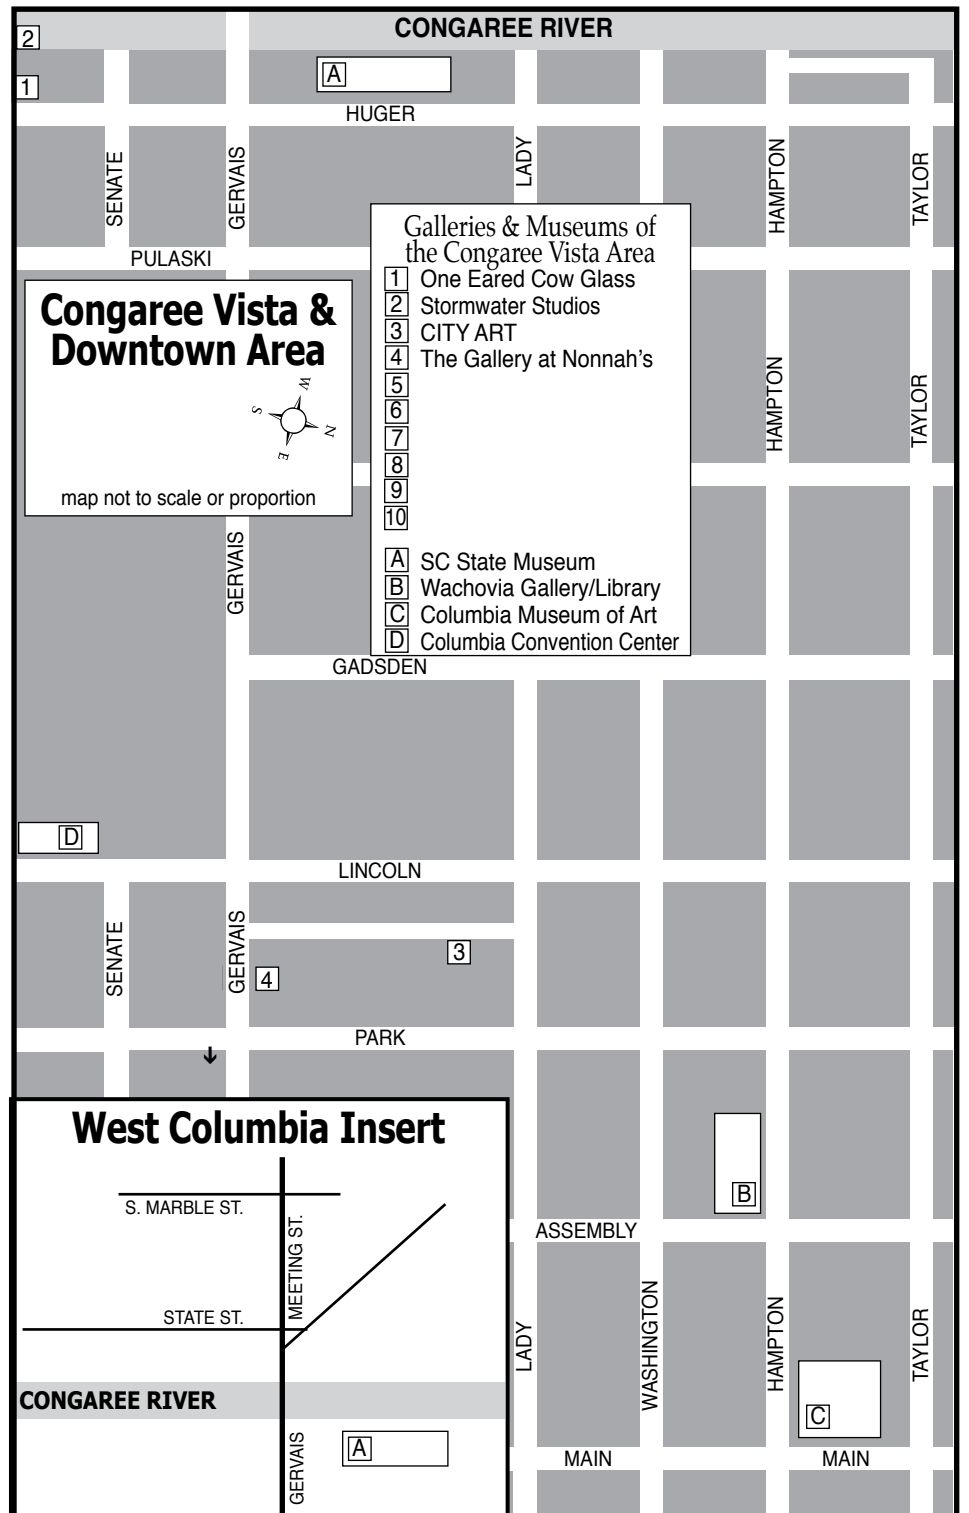 CONGAREE RIVER
2
A
1
HUGER
SENATE
GERVAIS
LADY
HAMPTON
TAYLOR
PULASKI
Galleries & Museums of
the Congaree Vista Area
1 One Eared Cow Glass
2 Stormwater Studios
3 CITY ART
4 The Gallery at Nonnah's
5
6
7
8
9
10
A SC State Museum
B Wachovia Gallery/Library
C Columbia Museum of Art
D Columbia Convention Center
Congaree Vista &
Downtown Area
W
S
N
E
map not to scale or proportion
HAMPTON
TAYLOR
GERVAIS
GADSDEN
D
LINCOLN
SENATE
GERVAIS
3
4
PARK
B
ASSEMBLY
LADY
WASHINGTON
HAMPTON
TAYLOR
C
MAIN
MAIN
West Columbia Insert
S. MARBLE ST.
MEETING ST.
STATE ST.
CONGAREE RIVER
GERVAIS
A